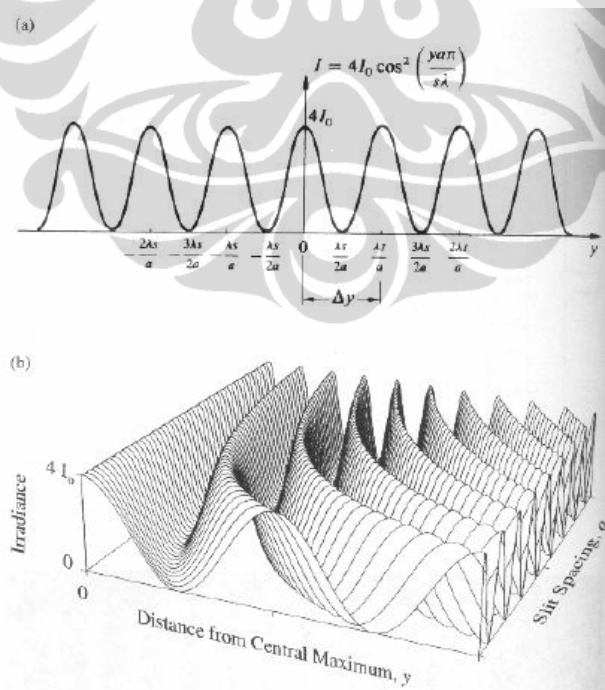 (a)
I = 4I₀ cos² (yaπ / sλ)
4I₀
-2λs/a -3λs/2a -λs/a -λs/2a 0 λs/2a λs/a 3λs/2a 2λs/a y
Δy
(b)
4 I₀
Irradiance
0
0
Distance from Central Maximum, y
Slit Spacing, a